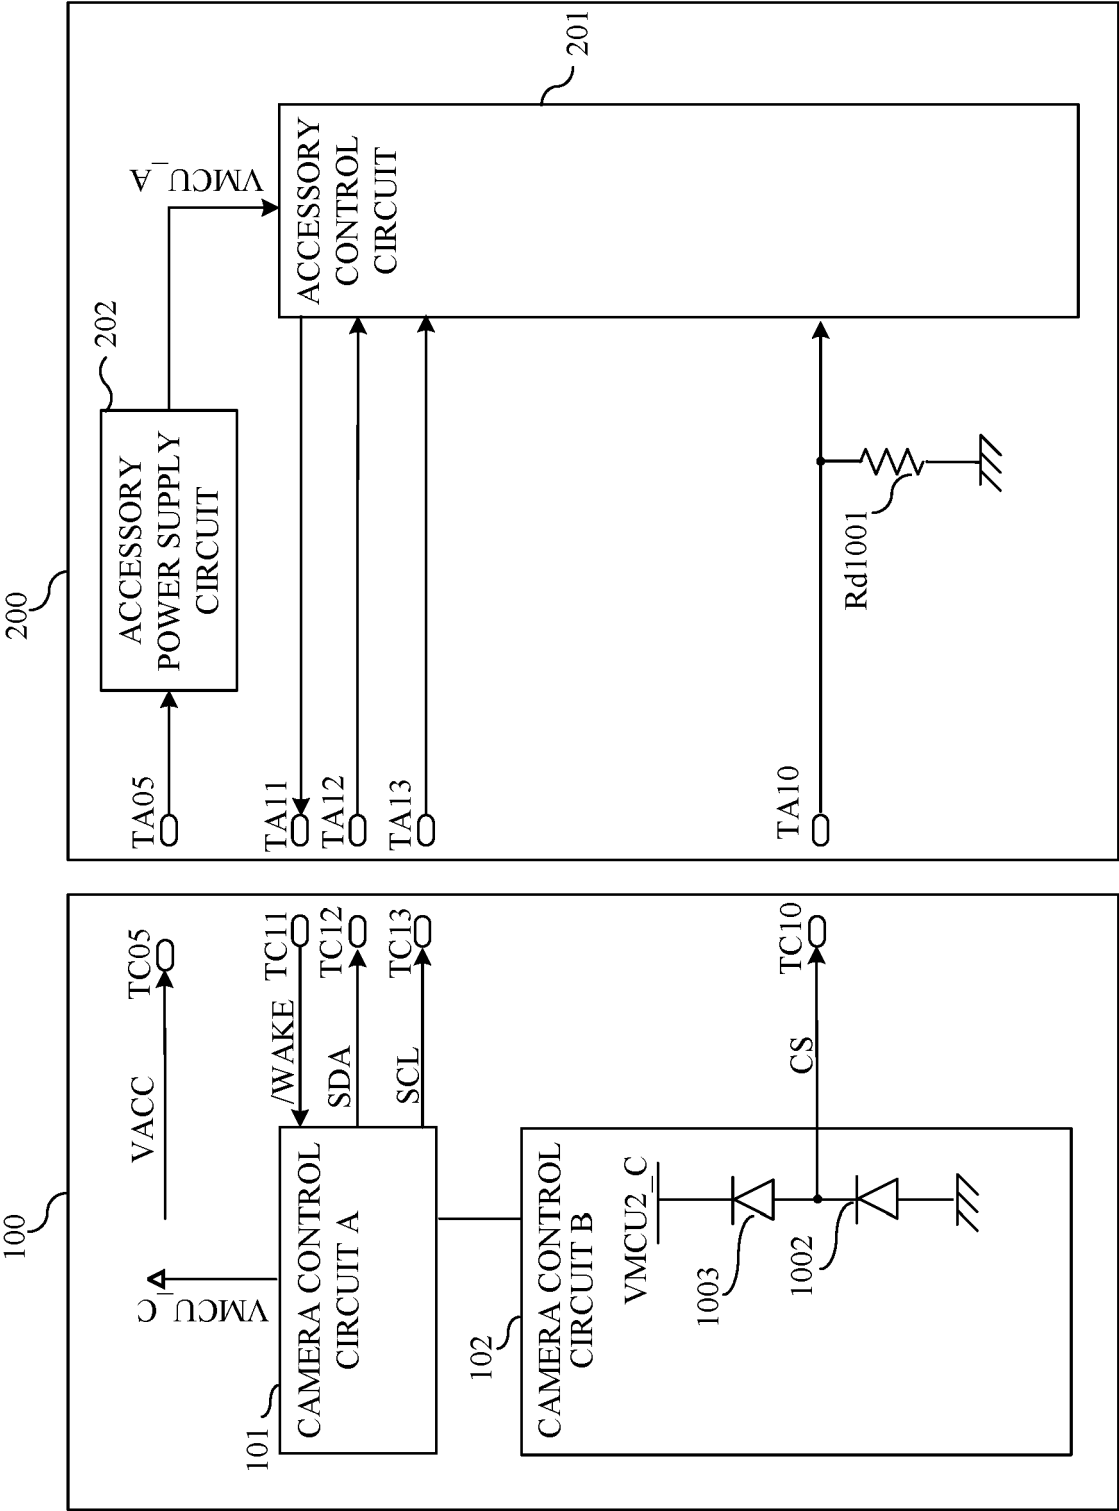 100
VMCU_C
VACC
TC05
101
CAMERA CONTROL
CIRCUIT A
/WAKE
TC11
SDA
TC12
SCL
TC13
102
CAMERA CONTROL
CIRCUIT B
VMCU2_C
1003
1002
CS
TC10
200
TA05
ACCESSORY
POWER SUPPLY
CIRCUIT
202
VMCU_A
TA11
TA12
TA13
ACCESSORY
CONTROL
CIRCUIT
201
TA10
Rd1001